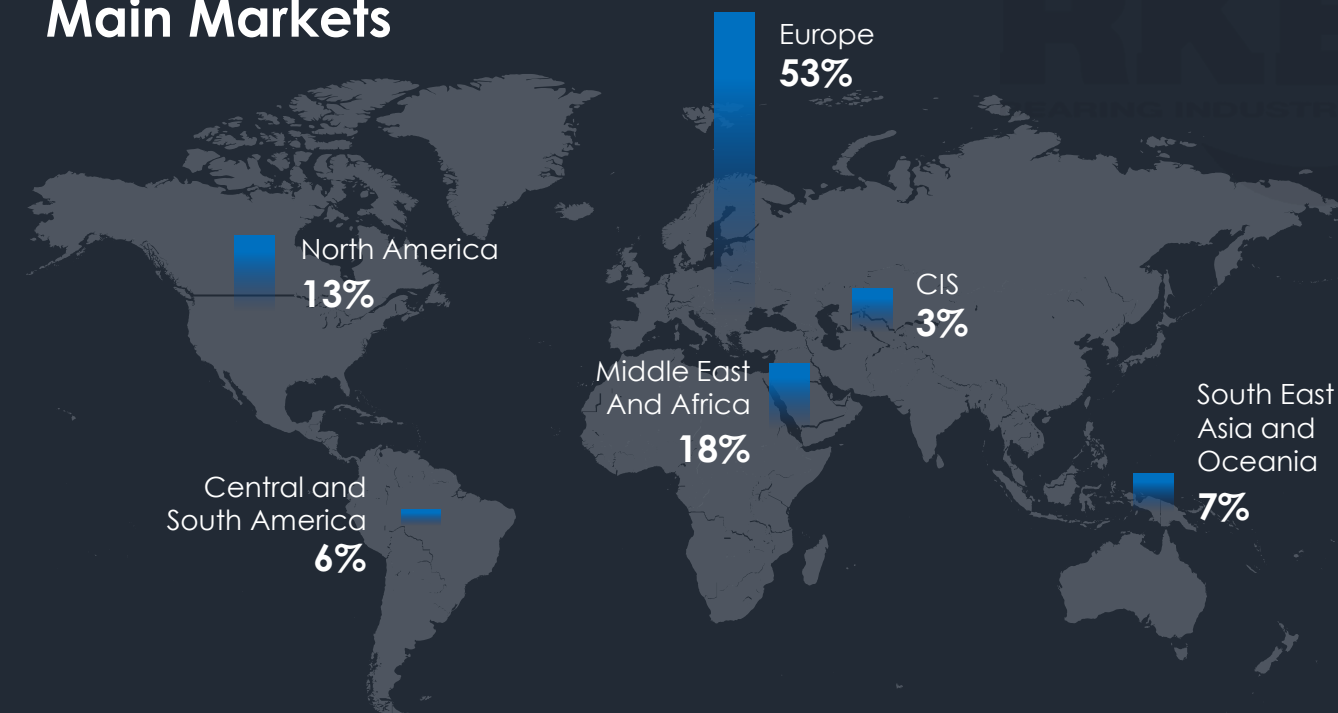 Main Markets
Europe
53%
North America
13%
CIS
3%
Middle East
And Africa
18%
South East
Asia and
Oceania
7%
Central and
South America
6%